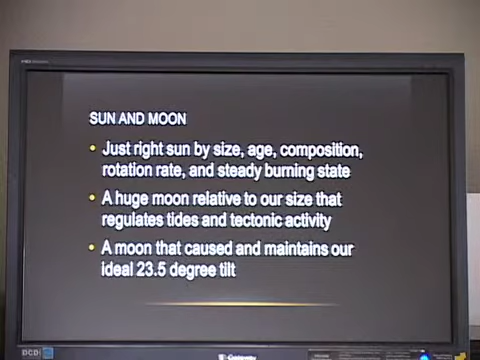 SUN AND MOON
• Just right sun by size, age, composition,
rotation rate, and steady burning state
• A huge moon relative to our size that
regulates tides and tectonic activity
• A moon that caused and maintains our
ideal 23.5 degree tilt
Gateway